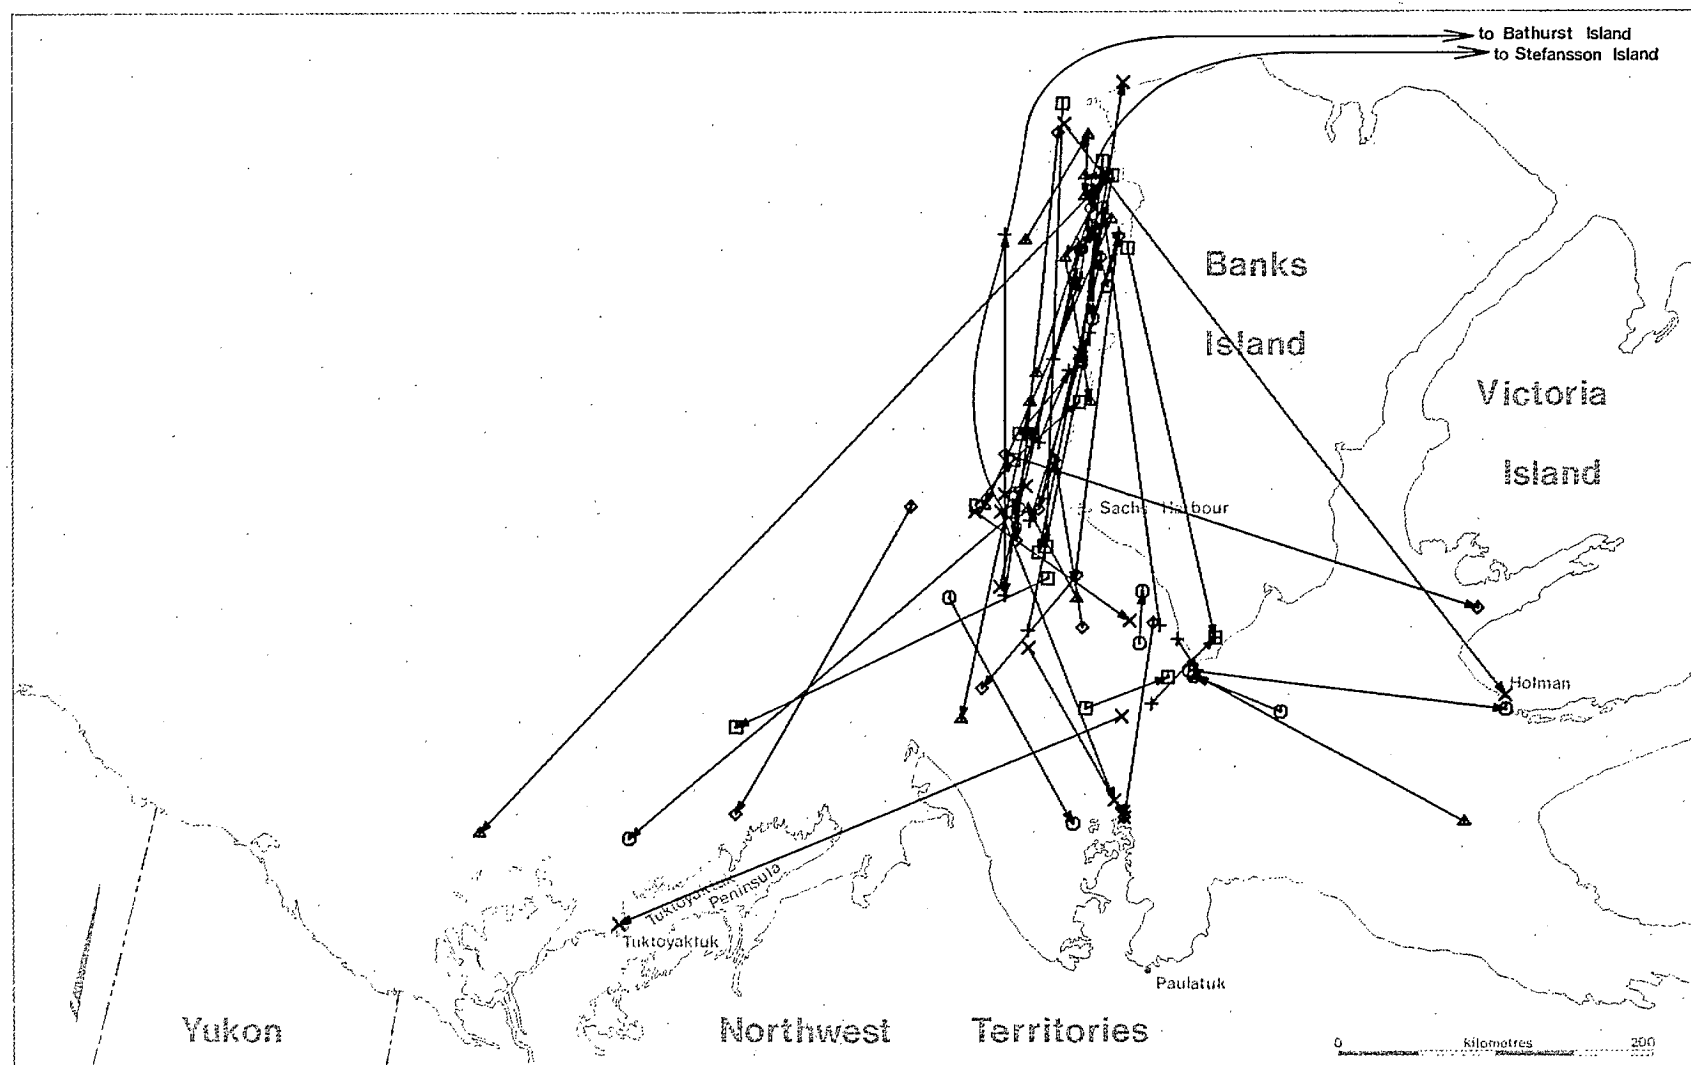 to Bathurst Island
to Stefansson Island
Banks
Island
Victoria
Island
Sachs Harbour
Holman
Tuktoyaktuk
Peninsula
Tuktoyaktuk
Paulatuk
Yukon
Northwest Territories
0 kilometres 200